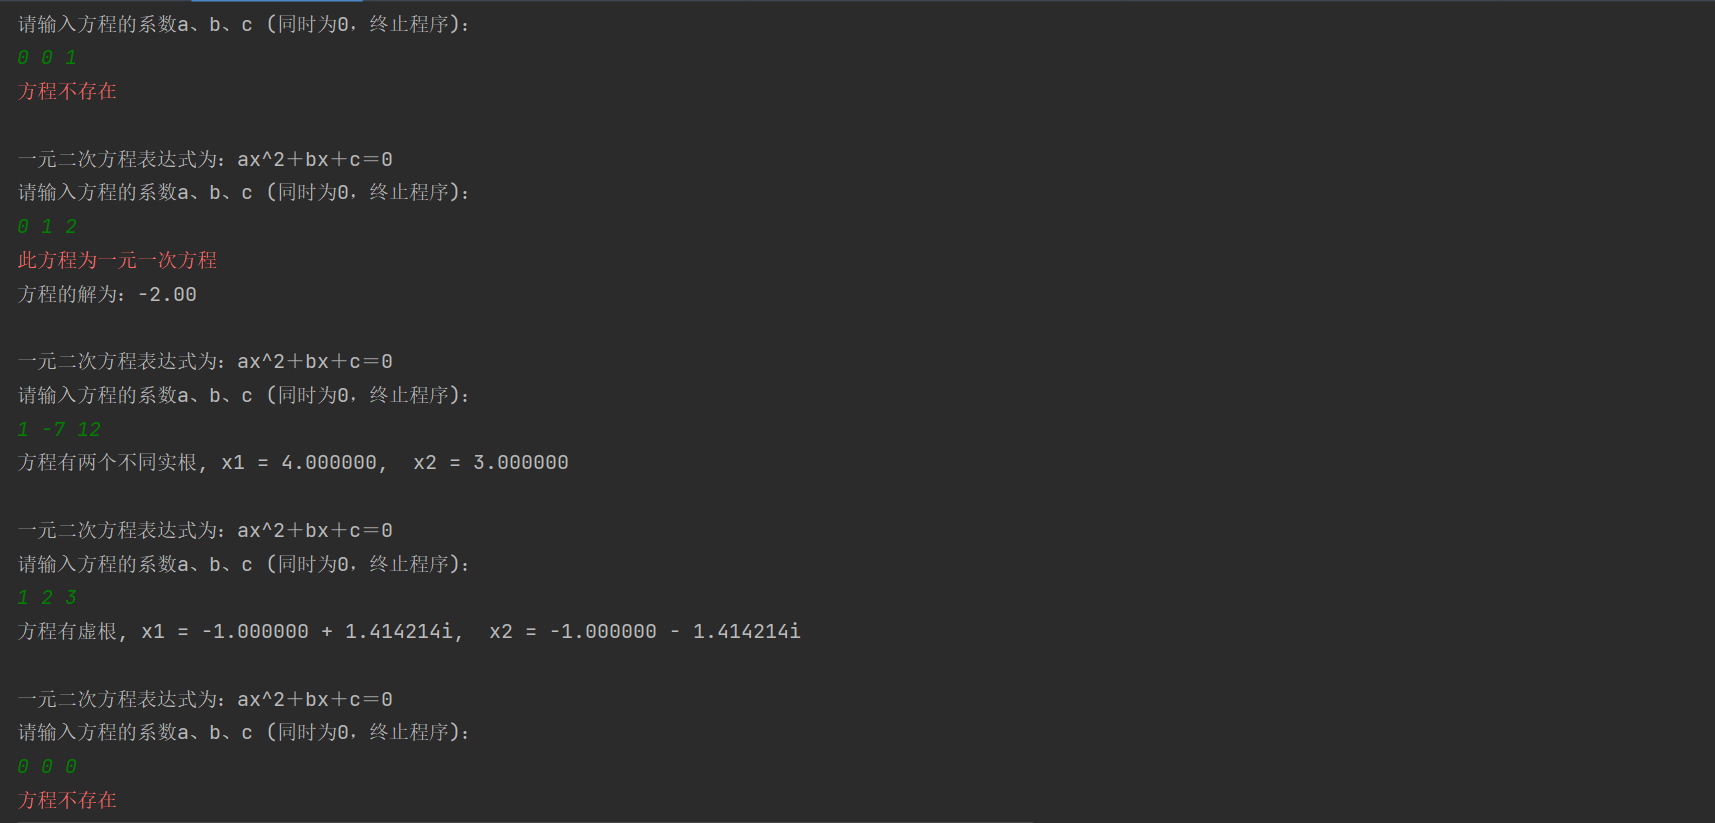 请输入方程的系数a、b、c (同时为0，终止程序)：
0 0 1
方程不存在
一元二次方程表达式为：ax^2＋bx＋c＝0
请输入方程的系数a、b、c (同时为0，终止程序)：
0 1 2
此方程为一元一次方程
方程的解为：-2.00
一元二次方程表达式为：ax^2＋bx＋c＝0
请输入方程的系数a、b、c (同时为0，终止程序)：
1 -7 12
方程有两个不同实根, x1 = 4.000000,  x2 = 3.000000
一元二次方程表达式为：ax^2＋bx＋c＝0
请输入方程的系数a、b、c (同时为0，终止程序)：
1 2 3
方程有虚根, x1 = -1.000000 + 1.414214i,  x2 = -1.000000 - 1.414214i
一元二次方程表达式为：ax^2＋bx＋c＝0
请输入方程的系数a、b、c (同时为0，终止程序)：
0 0 0
方程不存在